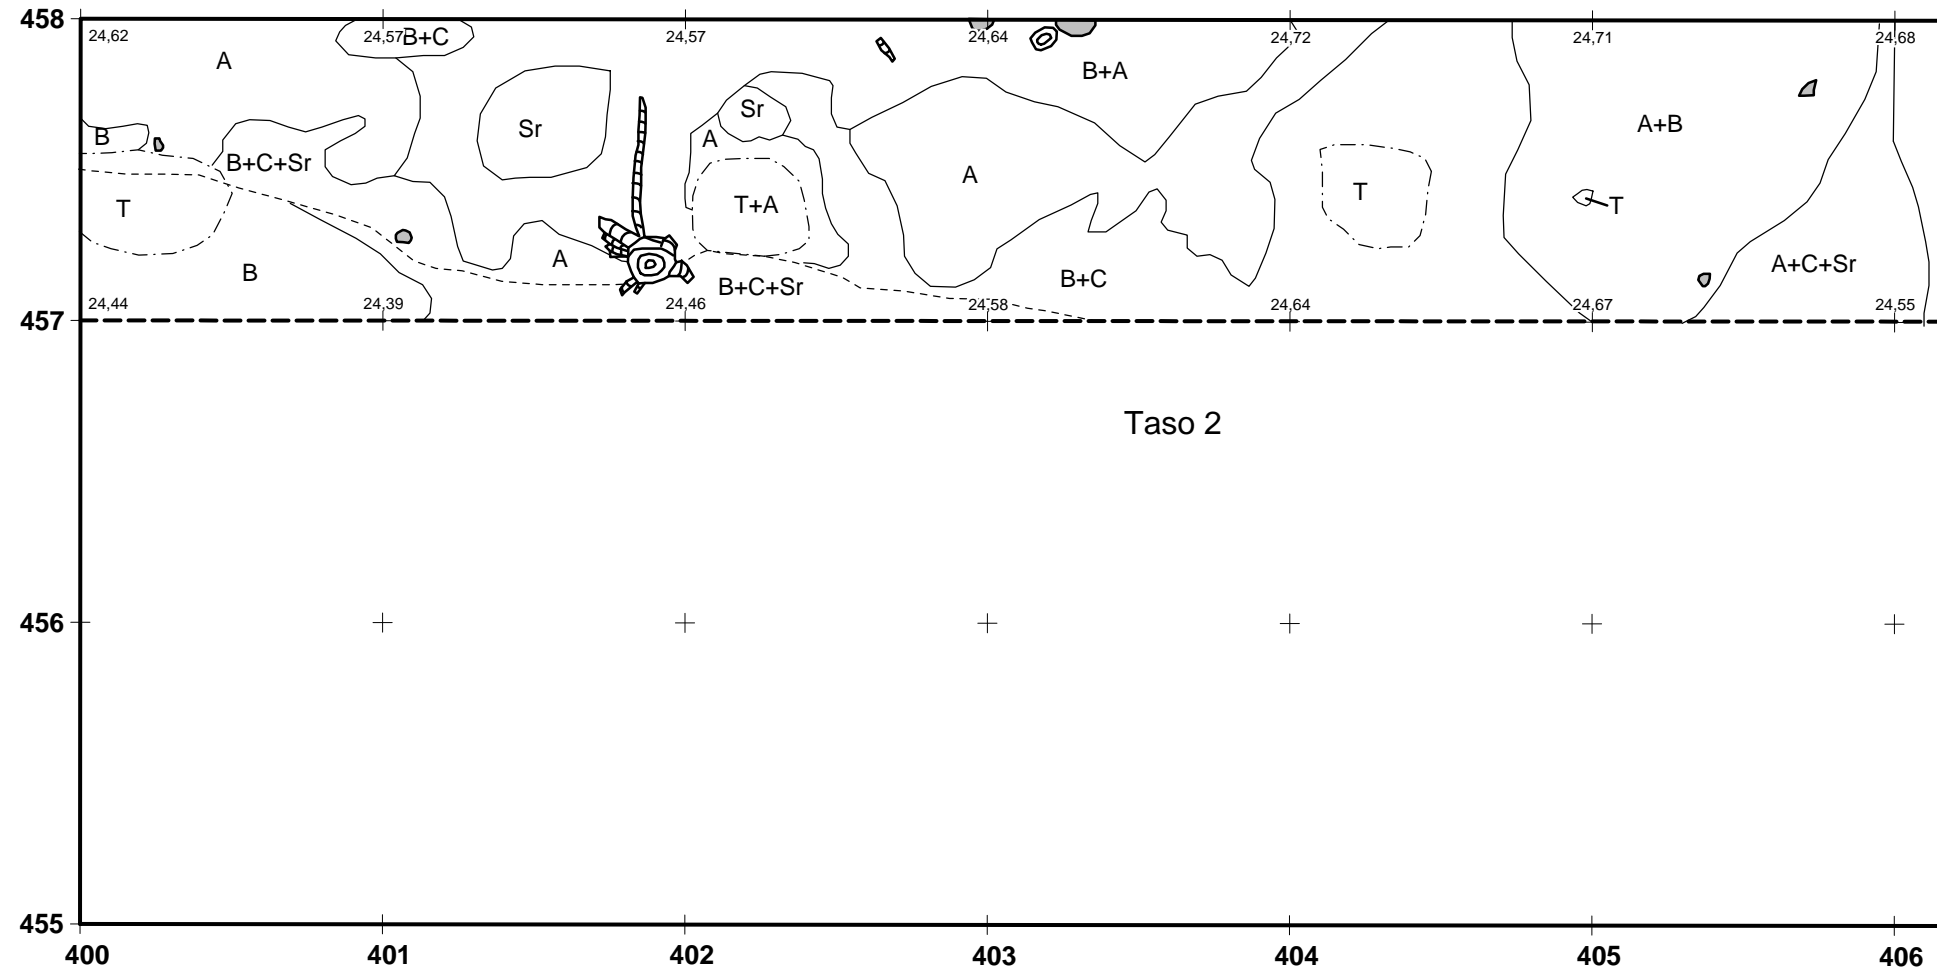 458
24,62 24,57 B+C 24,57 24,64 24,72 24,71 24,68
A B+A
Sr Sr A+B
B A
B+C+Sr A
T T+A T T
B A B+C A+C+Sr
B+C+Sr
24,44 24,39 24,46 24,58 24,64 24,67 24,55
457
Taso 2
456
455
400 401 402 403 404 405 406